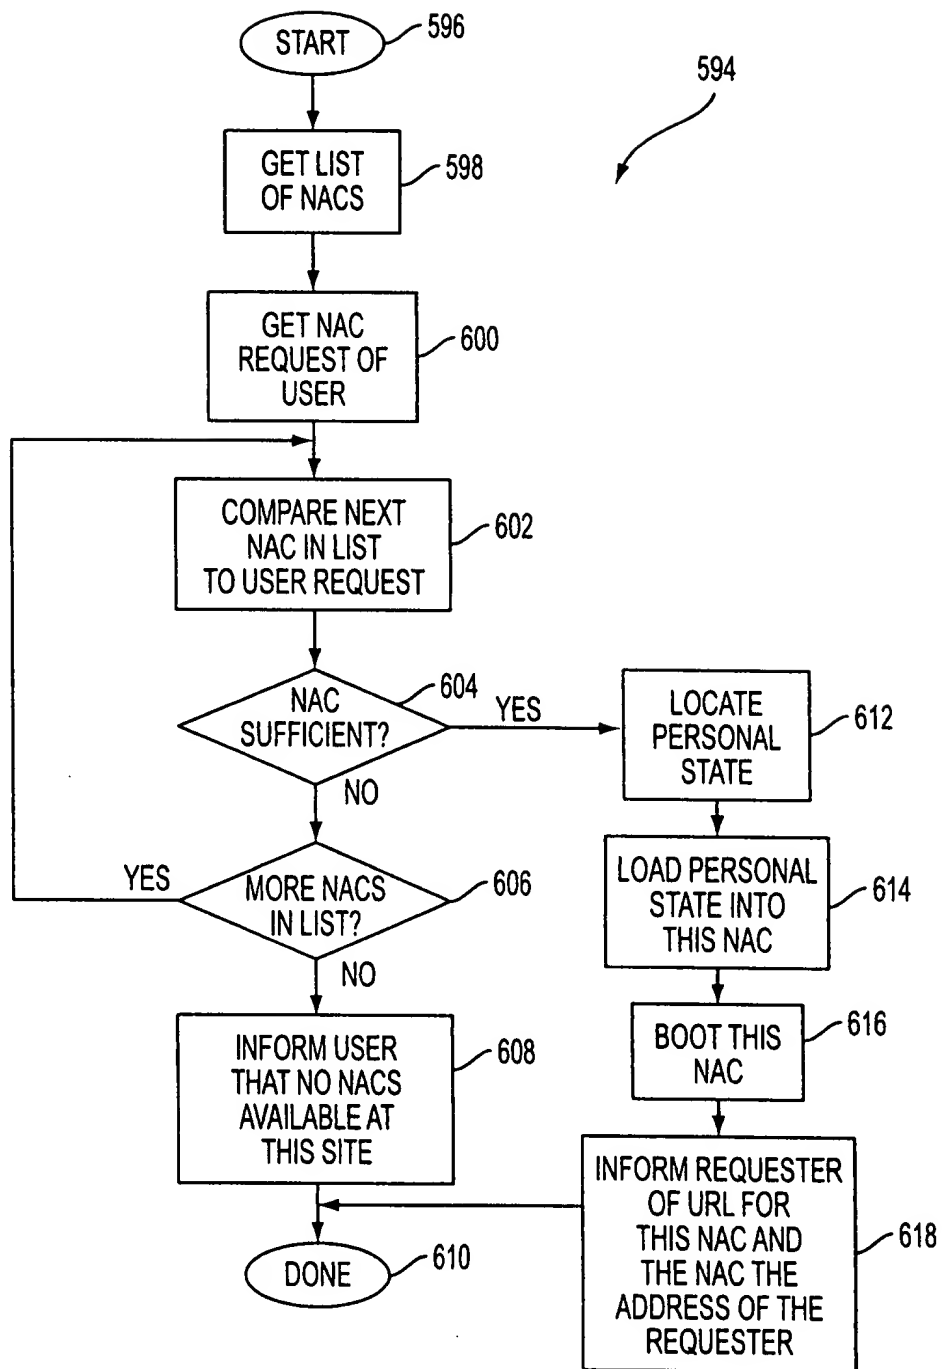 START
596
594
GET LIST
OF NACS
598
GET NAC
REQUEST OF
USER
600
COMPARE NEXT
NAC IN LIST
TO USER REQUEST
602
NAC
SUFFICIENT?
604
YES
NO
LOCATE
PERSONAL
STATE
612
MORE NACS
IN LIST?
606
YES
NO
LOAD PERSONAL
STATE INTO
THIS NAC
614
BOOT THIS
NAC
616
INFORM USER
THAT NO NACS
AVAILABLE AT
THIS SITE
608
INFORM REQUESTER
OF URL FOR
THIS NAC AND
THE NAC THE
ADDRESS OF THE
REQUESTER
618
DONE
610